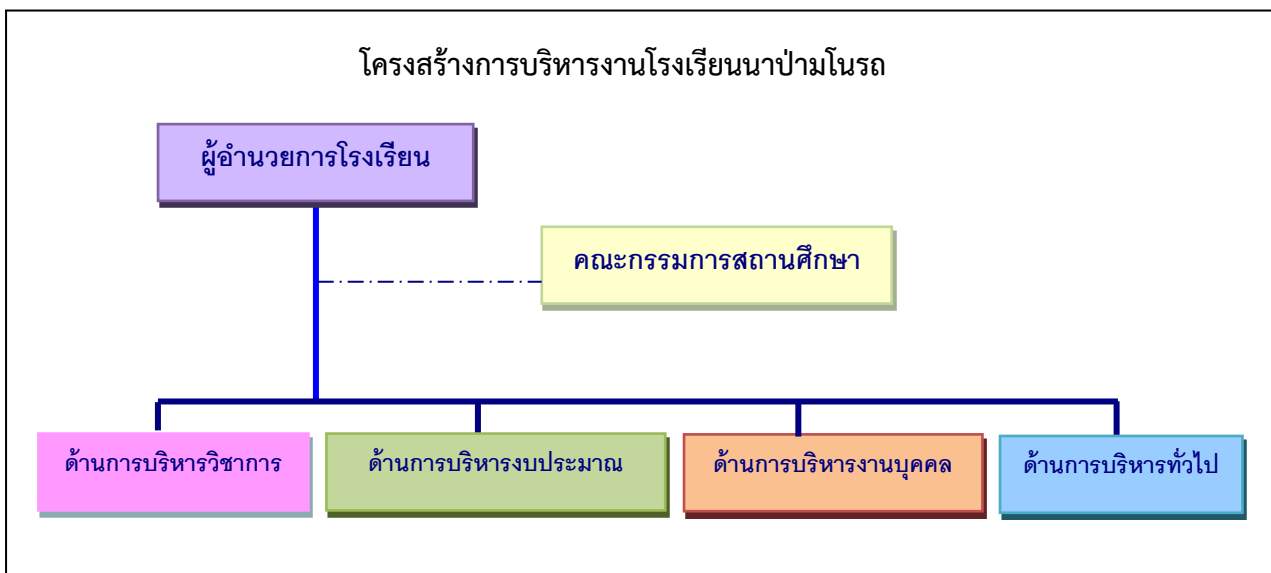 โครงสร้างการบริหารงานโรงเรียนนาป่ามโนรถ
ผู้อำนวยการโรงเรียน
คณะกรรมการสถานศึกษา
ด้านการบริหารวิชาการ
ด้านการบริหารงบประมาณ
ด้านการบริหารงานบุคคล
ด้านการบริหารทั่วไป